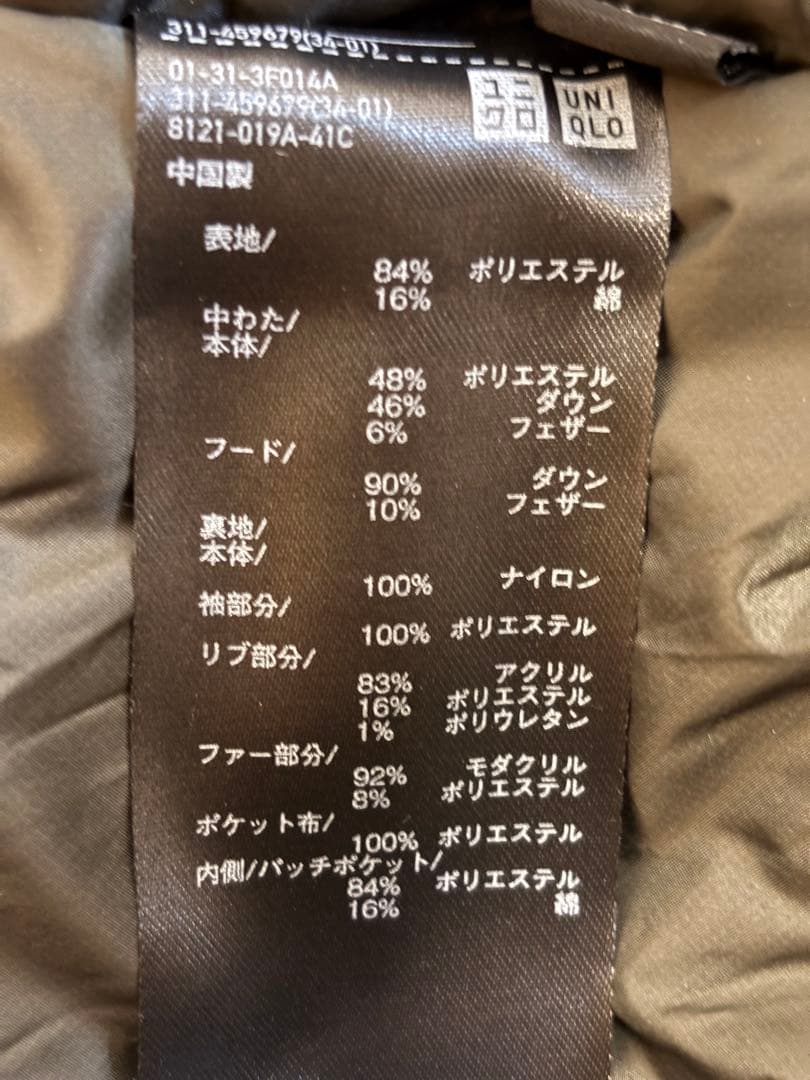 311-459679(34-01)
01-31-3F014A
311-459679(34-01)
8121-019A-41C
ユニ
クロ
UNI
QLO
中国製
表地/
84% ポリエステル
16% 綿
中わた/
本体/
48% ポリエステル
46% ダウン
6% フェザー
フード/
90% ダウン
10% フェザー
裏地/
本体/
100% ナイロン
袖部分/
100% ポリエステル
リブ部分/
83% アクリル
16% ポリエステル
1% ポリウレタン
ファー部分/
92% モダクリル
8% ポリエステル
ポケット布/
100% ポリエステル
内側/パッチポケット/
84% ポリエステル
16% 綿